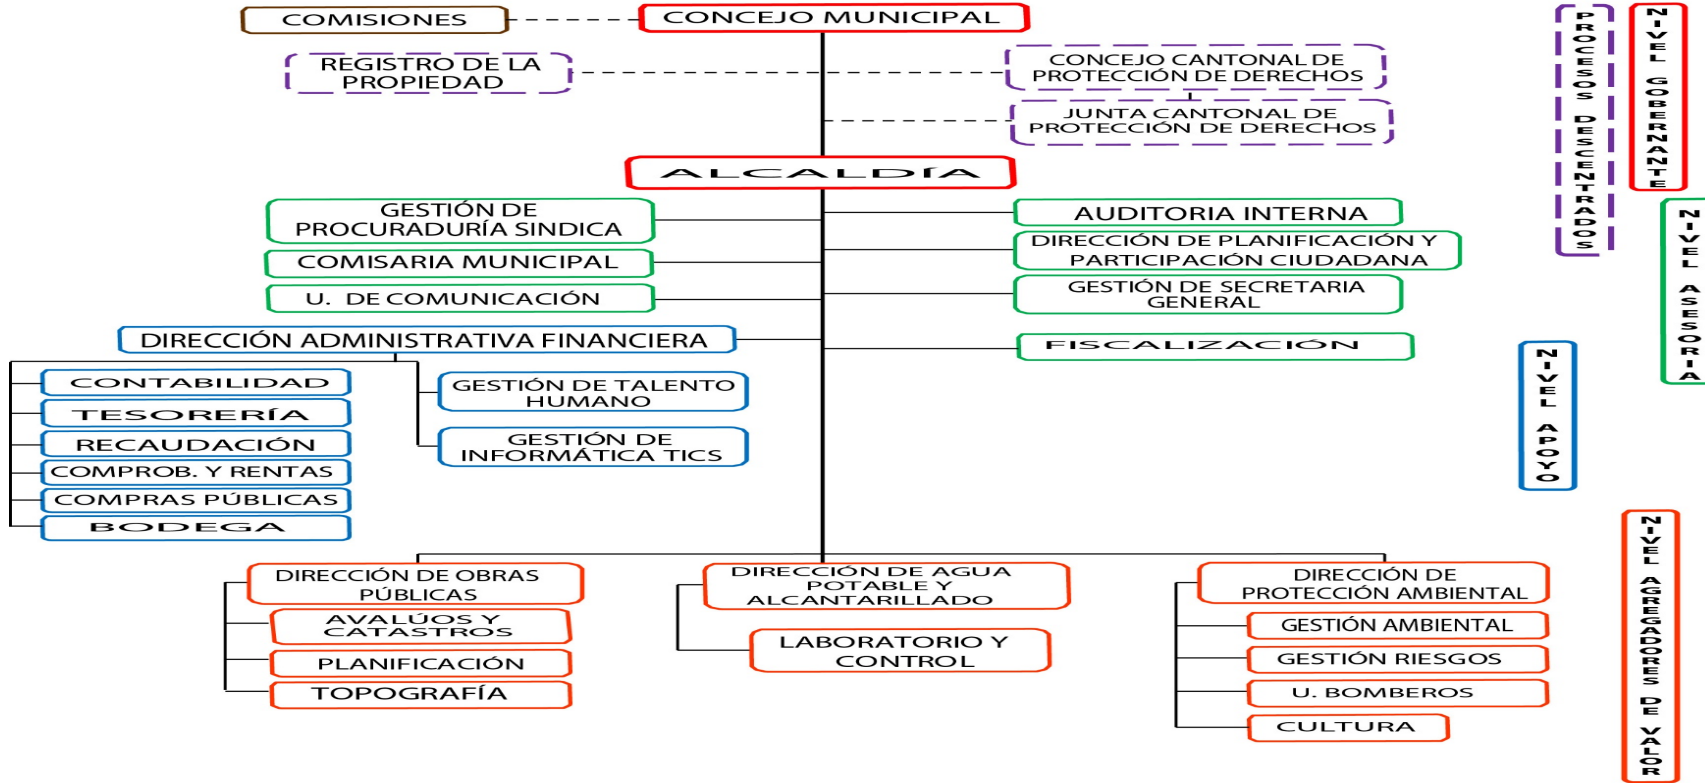 COMISIONES
CONCEJO MUNICIPAL
REGISTRO DE LA
PROPIEDAD
CONCEJO CANTONAL DE
PROTECCIÓN DE DERECHOS
JUNTA CANTONAL DE
PROTECCIÓN DE DERECHOS
ALCALDÍA
GESTIÓN DE
PROCURADURÍA SINDICA
COMISARIA MUNICIPAL
U. DE COMUNICACIÓN
AUDITORIA INTERNA
DIRECCIÓN DE PLANIFICACIÓN Y
PARTICIPACIÓN CIUDADANA
GESTIÓN DE SECRETARIA
GENERAL
FISCALIZACIÓN
DIRECCIÓN ADMINISTRATIVA FINANCIERA
CONTABILIDAD
TESORERÍA
RECAUDACIÓN
COMPROB. Y RENTAS
COMPRAS PÚBLICAS
BODEGA
GESTIÓN DE TALENTO
HUMANO
GESTIÓN DE
INFORMÁTICA TICS
DIRECCIÓN DE OBRAS
PÚBLICAS
AVALÚOS Y
CATASTROS
PLANIFICACIÓN
TOPOGRAFÍA
DIRECCIÓN DE AGUA
POTABLE Y
ALCANTARILLADO
LABORATORIO Y
CONTROL
DIRECCIÓN DE
PROTECCIÓN AMBIENTAL
GESTIÓN AMBIENTAL
GESTIÓN RIESGOS
U. BOMBEROS
CULTURA
PROCESOS DESCENTRADOS
NIVEL GOBERNANTE
NIVEL ASESORIA
NIVEL APOYO
NIVEL AGREGADORES DE VALOR